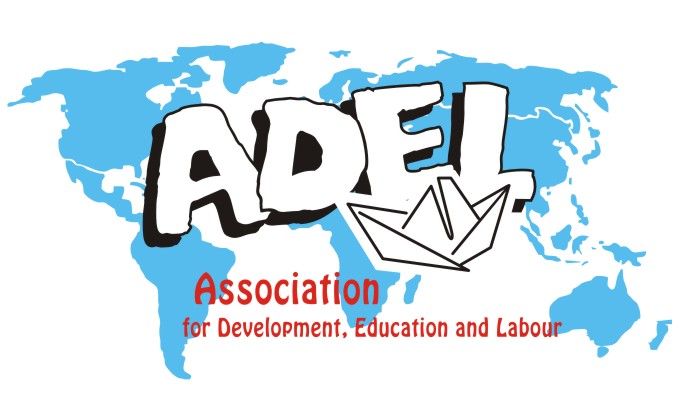 ADEL
Association
for Development, Education and Labour